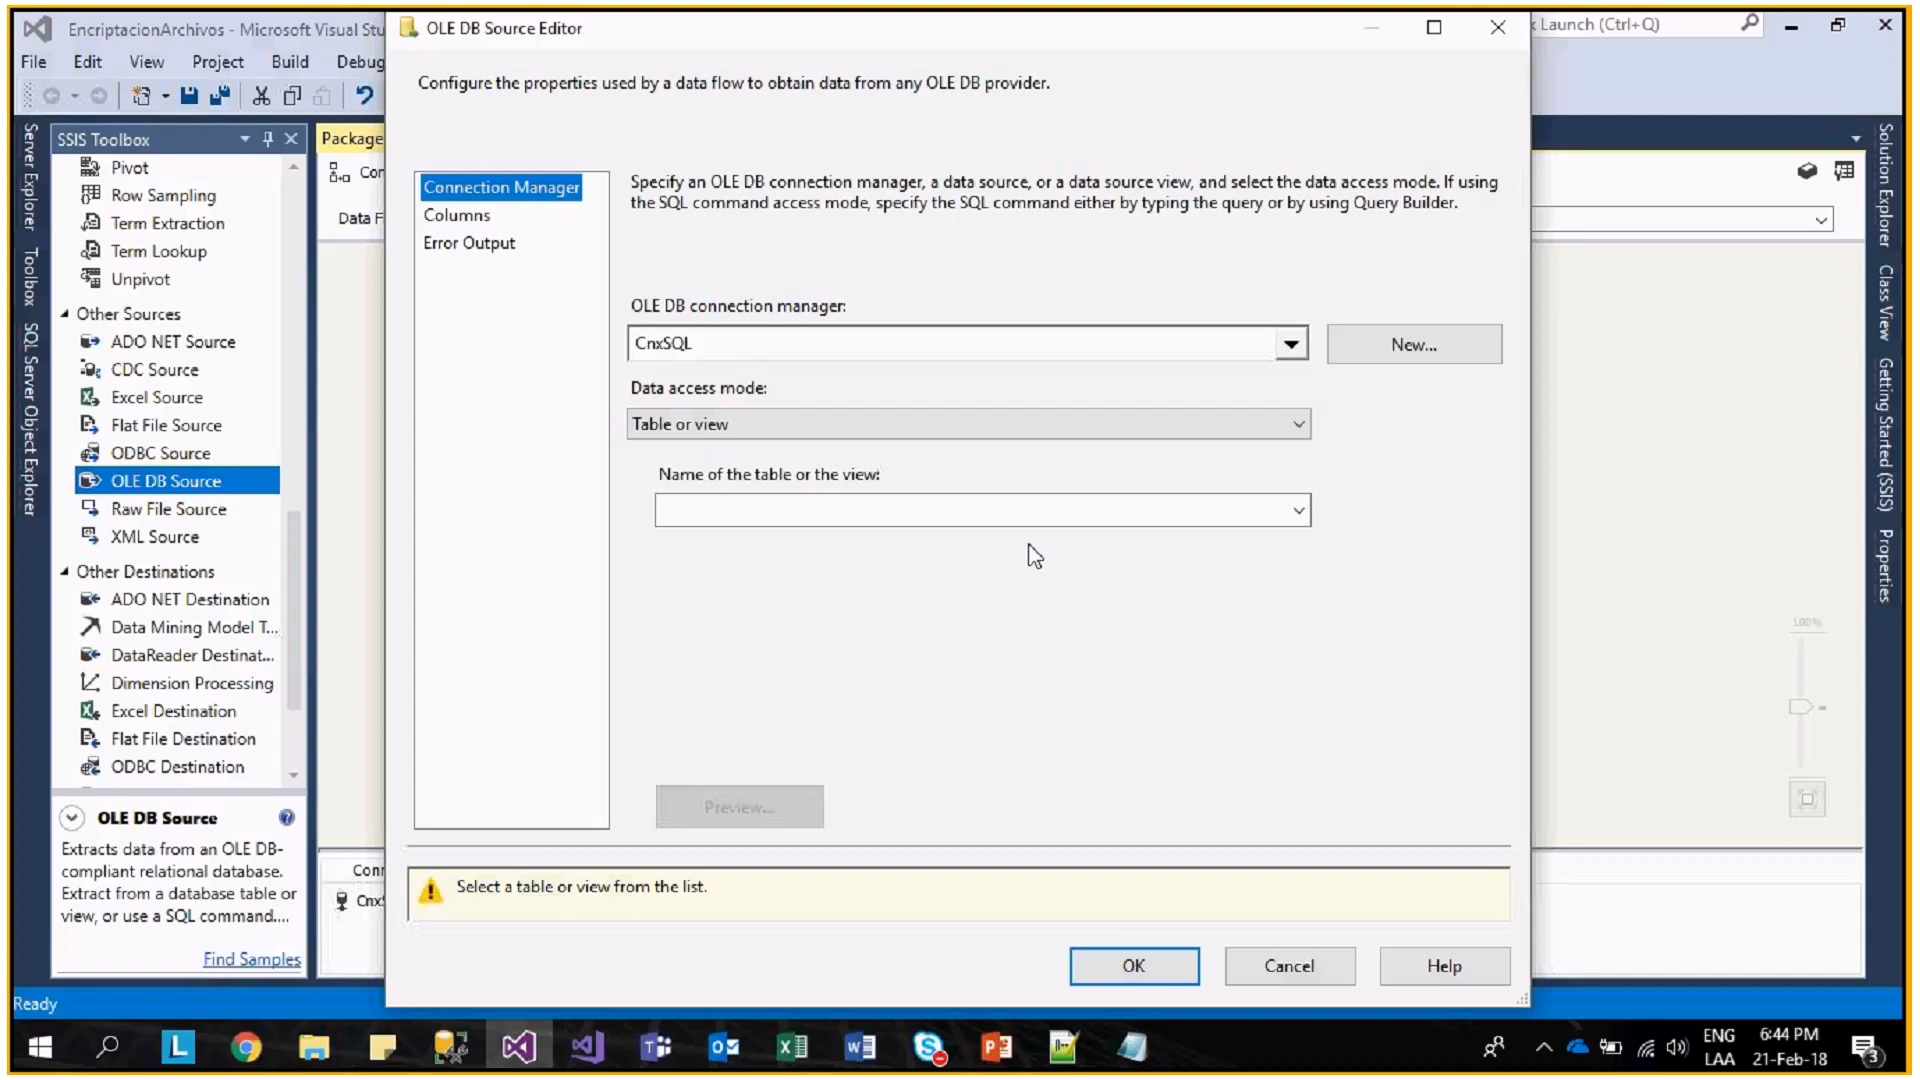 EncriptacionArchivos - Microsoft Visual Stu
OLE DB Source Editor
Launch (Ctrl+Q)
File Edit View Project Build Debug
Configure the properties used by a data flow to obtain data from any OLE DB provider.
Server Explorer
Toolbox
SQL Server Object Explorer
SSIS Toolbox
Pivot
Row Sampling
Term Extraction
Term Lookup
Unpivot
Other Sources
ADO NET Source
CDC Source
Excel Source
Flat File Source
ODBC Source
OLE DB Source
Raw File Source
XML Source
Other Destinations
ADO NET Destination
Data Mining Model T...
DataReader Destinat...
Dimension Processing
Excel Destination
Flat File Destination
ODBC Destination
OLE DB Source
Extracts data from an OLE DB-
compliant relational database.
Extract from a database table or
view, or use a SQL command....
Find Samples
Package
Con
Data F
Conn
CnxS
Connection Manager
Columns
Error Output
Specify an OLE DB connection manager, a data source, or a data source view, and select the data access mode. If using
the SQL command access mode, specify the SQL command either by typing the query or by using Query Builder.
OLE DB connection manager:
CnxSQL
New...
Data access mode:
Table or view
Name of the table or the view:
Preview...
Select a table or view from the list.
OK Cancel Help
100%
Solution Explorer
Class View
Getting Started (SSIS)
Properties
Ready
ENG
LAA
6:44 PM
21-Feb-18
3